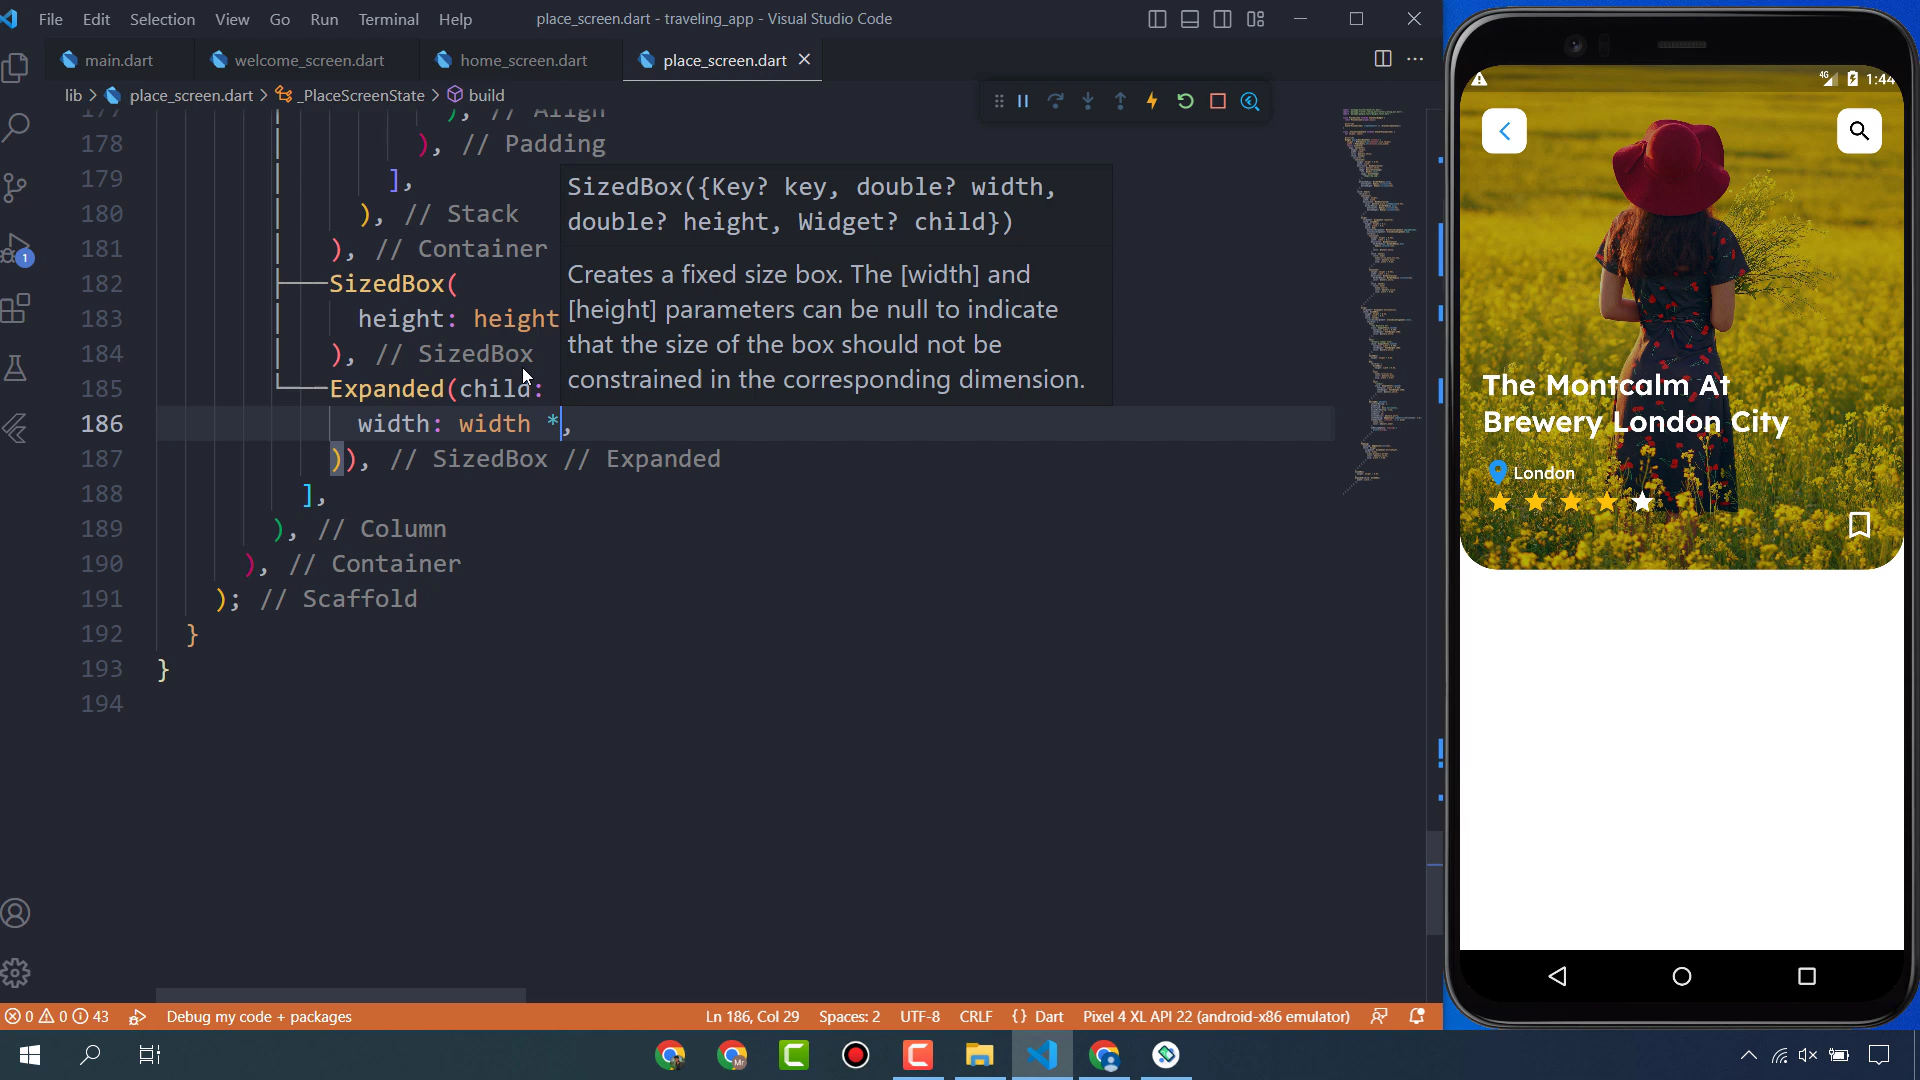 File Edit Selection View Go Run Terminal Help
place_screen.dart - traveling_app - Visual Studio Code
main.dart
welcome_screen.dart
home_screen.dart
place_screen.dart
lib > place_screen.dart > _PlaceScreenState > build
177 ), // Align
178 ), // Padding
179 ],
180 ), // Stack
181 ), // Container
182 SizedBox(
183 height: height
184 ), // SizedBox
185 Expanded(child:
186 width: width *,
187 )), // SizedBox // Expanded
188 ],
189 ), // Column
190 ), // Container
191 ); // Scaffold
192 }
193 }
194
SizedBox({Key? key, double? width,
double? height, Widget? child})
Creates a fixed size box. The [width] and
[height] parameters can be null to indicate
that the size of the box should not be
constrained in the corresponding dimension.
1
0 0 43
Debug my code + packages
Ln 186, Col 29
Spaces: 2
UTF-8
CRLF
{} Dart
Pixel 4 XL API 22 (android-x86 emulator)
4G
1:44
The Montcalm At
Brewery London City
London